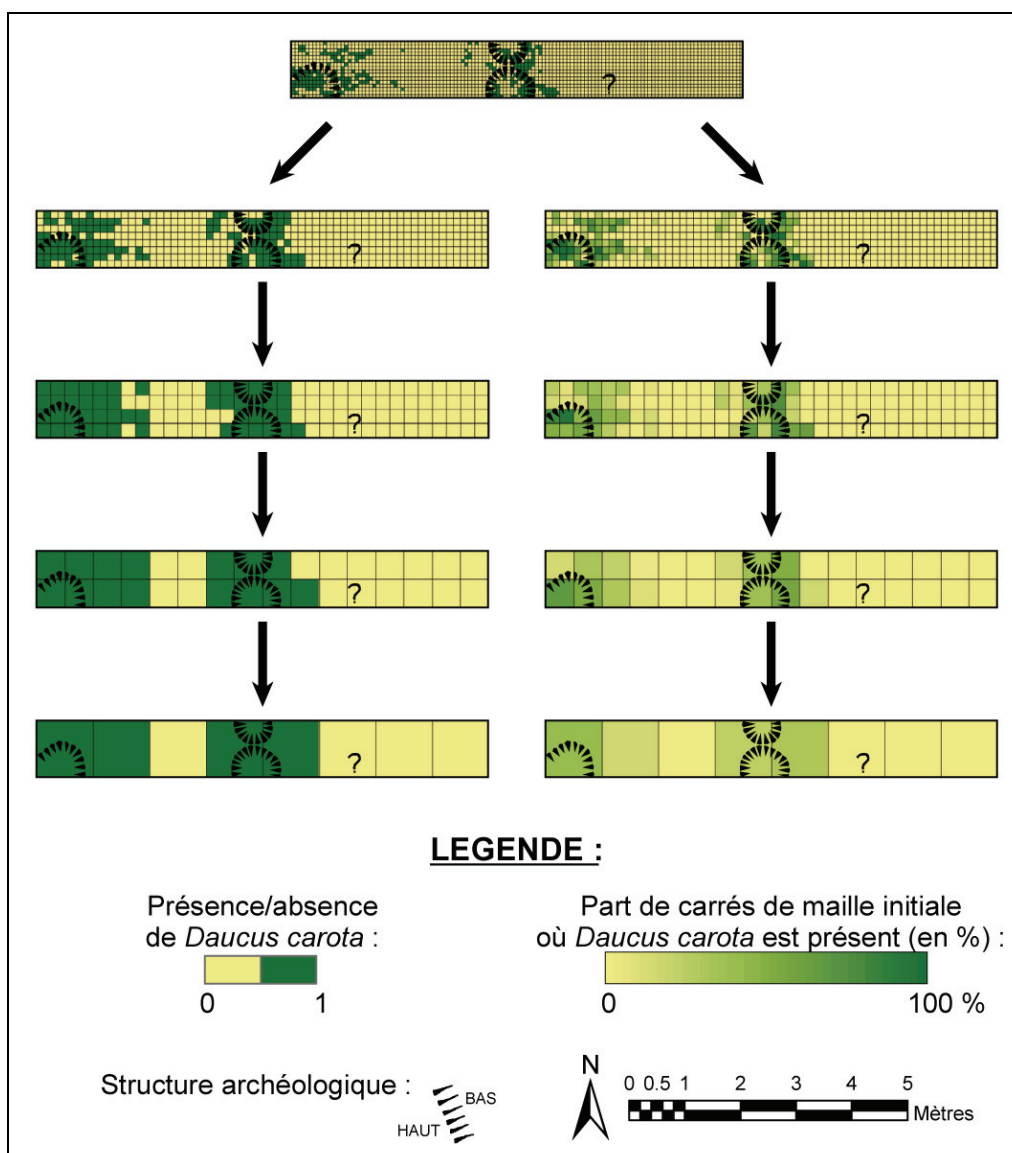 ?
? ?
? ?
? ?
? ?
LEGENDE :
Présence/absence
de Daucus carota :
0 1
Part de carrés de maille initiale
où Daucus carota est présent (en %) :
0 100 %
Structure archéologique :
BAS
HAUT
N
0 0.5 1 2 3 4 5
Mètres